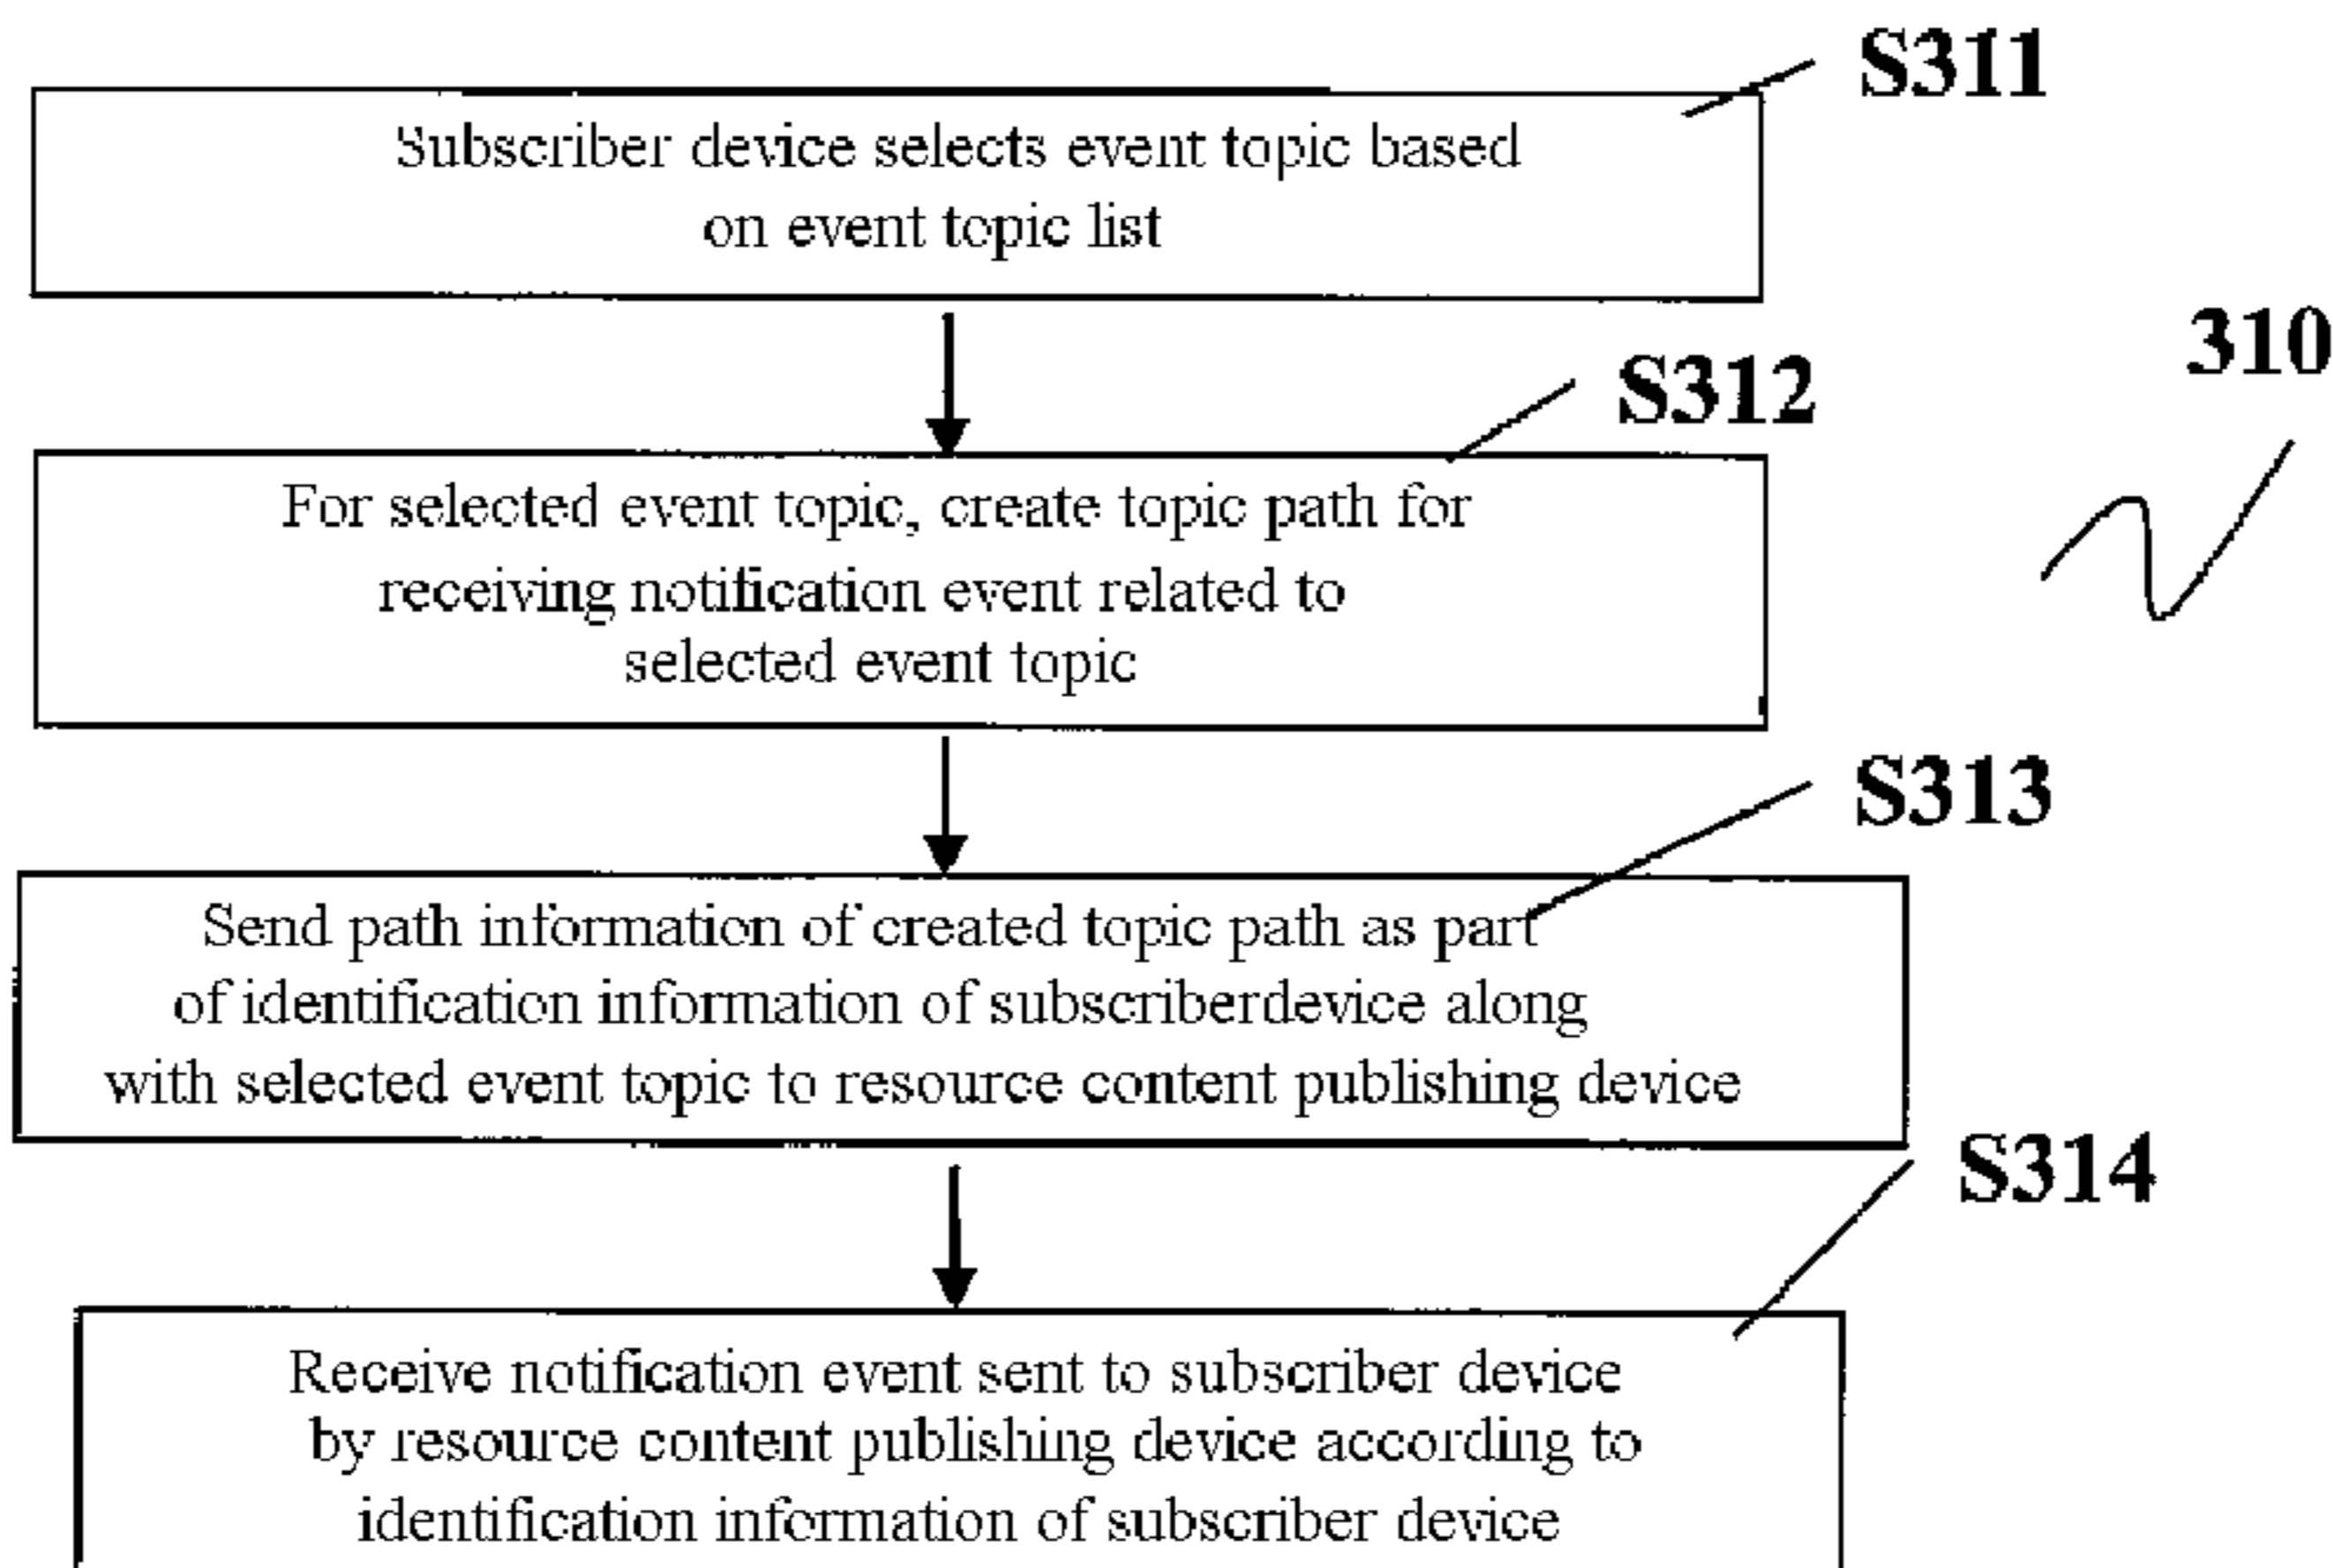 S311
Subscriber device selects event topic based
on event topic list
310
S312
For selected event topic, create topic path for
receiving notification event related to
selected event topic
S313
Send path information of created topic path as part
of identification information of subscriberdevice along
with selected event topic to resource content publishing device
S314
Receive notification event sent to subscriber device
by resource content publishing device according to
identification information of subscriber device